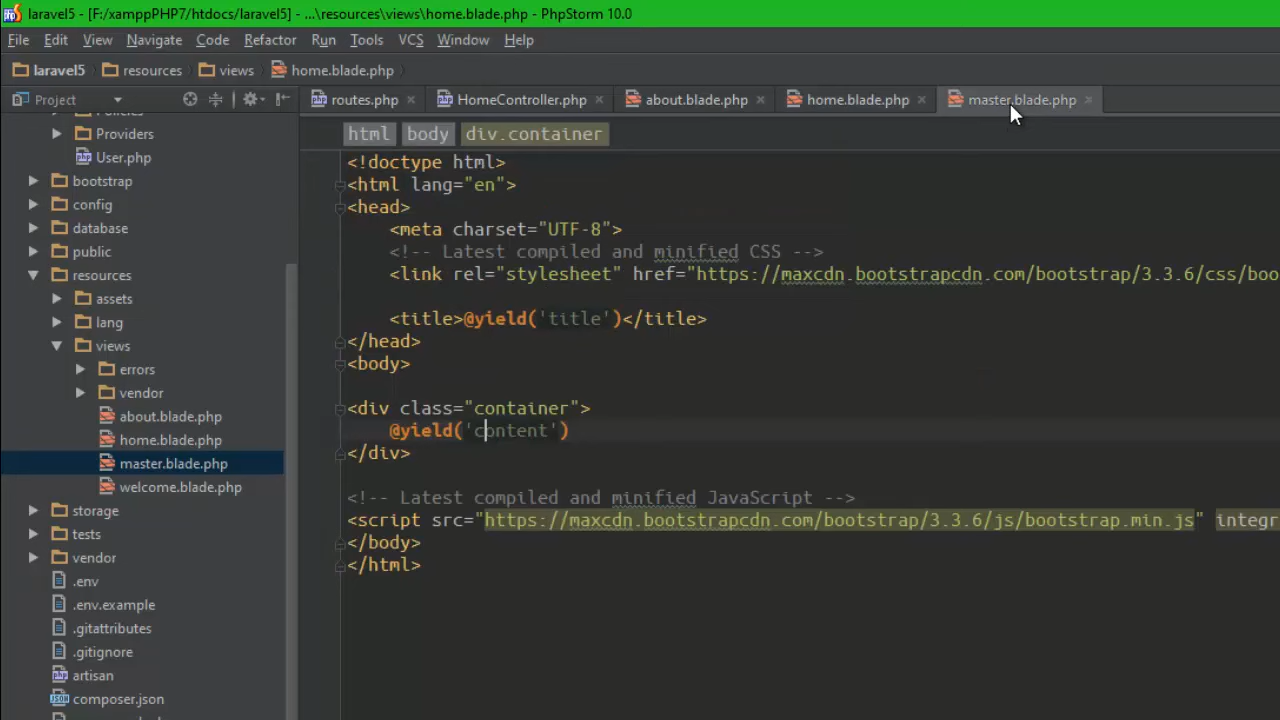 laravel5 - [F:/xamppPHP7/htdocs/laravel5] - ...\resources\views\home.blade.php - PhpStorm 10.0
File Edit View Navigate Code Refactor Run Tools VCS Window Help
laravel5 resources views home.blade.php
Project
routes.php HomeController.php about.blade.php home.blade.php master.blade.php
html body div.container
Providers
User.php
bootstrap
config
database
public
resources
assets
lang
views
errors
vendor
about.blade.php
home.blade.php
master.blade.php
welcome.blade.php
storage
tests
vendor
.env
.env.example
.gitattributes
.gitignore
artisan
composer.json
<!doctype html>
<html lang="en">
<head>
<meta charset="UTF-8">
<!-- Latest compiled and minified CSS -->
<link rel="stylesheet" href="https://maxcdn.bootstrapcdn.com/bootstrap/3.3.6/css/boo
<title>@yield('title')</title>
</head>
<body>
<div class="container">
@yield('content')
</div>
<!-- Latest compiled and minified JavaScript -->
<script src="https://maxcdn.bootstrapcdn.com/bootstrap/3.3.6/js/bootstrap.min.js" integr
</body>
</html>